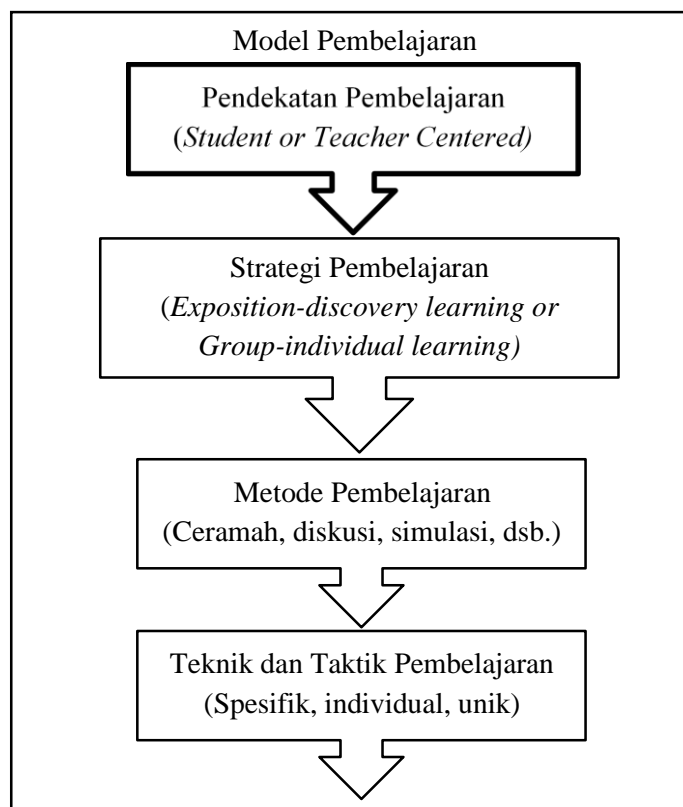 Model Pembelajaran
Pendekatan Pembelajaran
(Student or Teacher Centered)
Strategi Pembelajaran
(Exposition-discovery learning or
Group-individual learning)
Metode Pembelajaran
(Ceramah, diskusi, simulasi, dsb.)
Teknik dan Taktik Pembelajaran
(Spesifik, individual, unik)